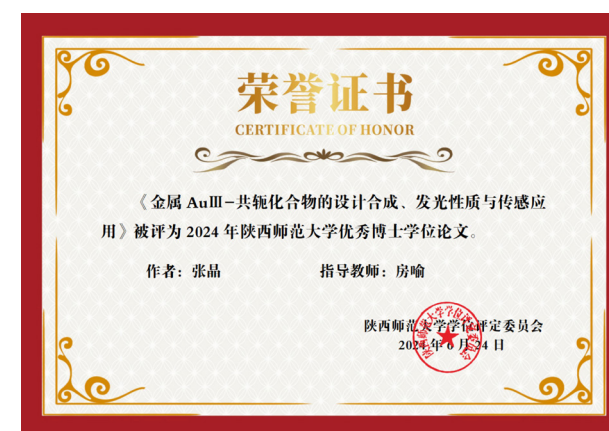 荣誉证书
CERTIFICATE OF HONOR
《金属 AuⅢ-共轭化合物的设计合成、发光性质与传感应
用》被评为 2024 年陕西师范大学优秀博士学位论文。
作者：张晶 指导教师：房喻
陕西师范大学学位评定委员会
2024 年 6 月 24 日